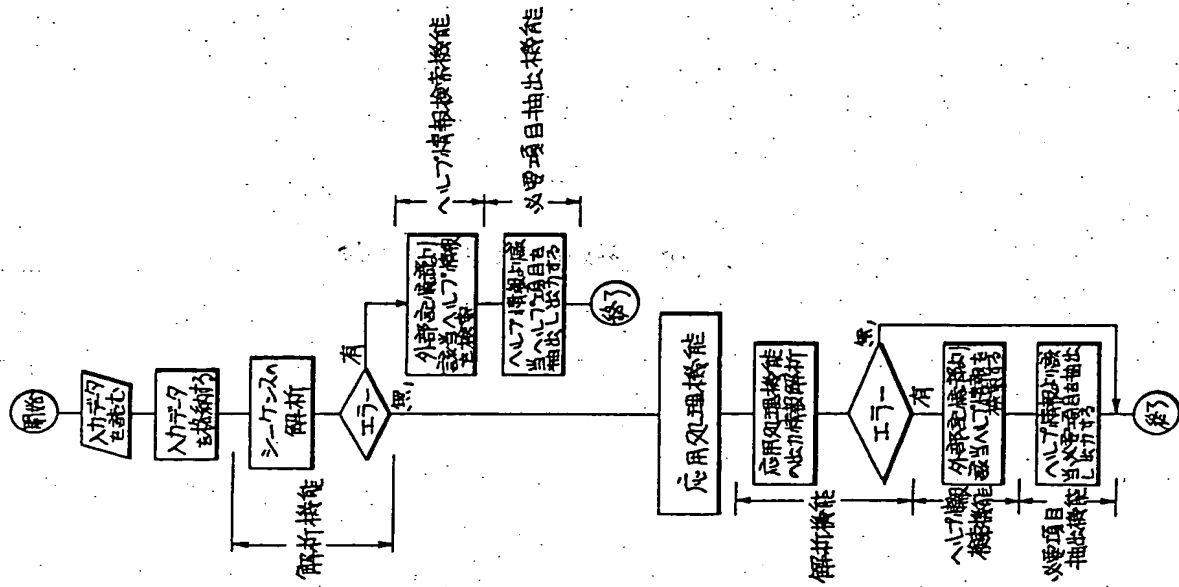 開始
入力データ
を読む
入力データ
を格納する
シーケンスの
解析
解析機能
エラー
有
無
外部記憶部より
該当ヘルプ情報
を検索
ヘルプ情報検索機能
ヘルプ情報より該
当ヘルプ項目を
抽出し出力する
必要項目抽出機能
終了
応用処理機能
応用処理機能
の出力情報解析
解析機能
エラー
無
有
外部記憶部より
該当ヘルプ情報を
検索する
ヘルプ情報
検索機能
ヘルプ情報より該
当必要項目を抽出
し出力する
必要項目
抽出機能
終了